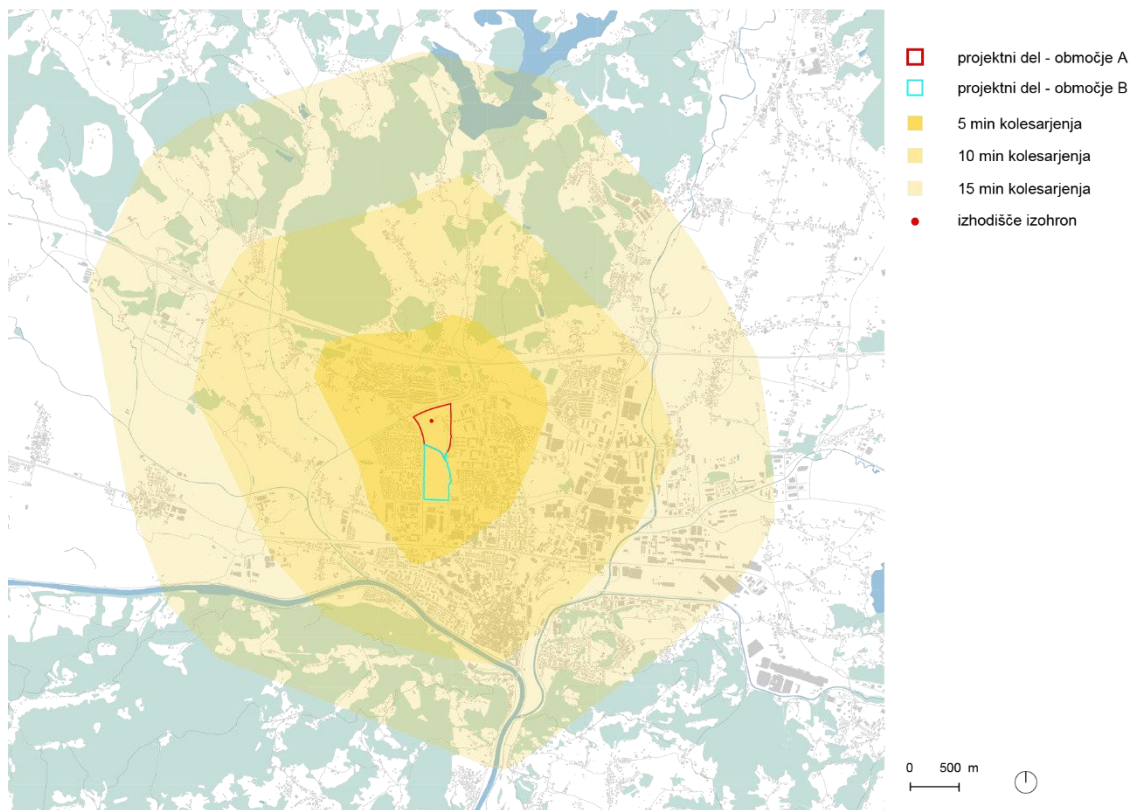 projektni del - območje A
projektni del - območje B
5 min kolesarjenja
10 min kolesarjenja
15 min kolesarjenja
izhodišče izohron
0 500 m